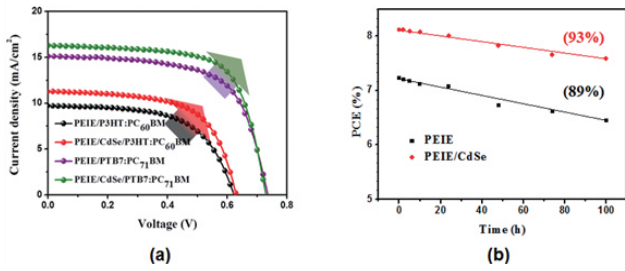 (a)
Current density (mA/cm²)
20
15
10
5
0
PEIE/P3HT:PC60BM
PEIE/CdSe/P3HT:PC60BM
PEIE/PTB7:PC71BM
PEIE/CdSe/PTB7:PC71BM
0.0 0.2 0.4 0.6 0.8
Voltage (V)
(a)
PCE (%)
8
7
6
5
(93%)
(89%)
PEIE
PEIE/CdSe
0 20 40 60 80 100
Time (h)
(b)